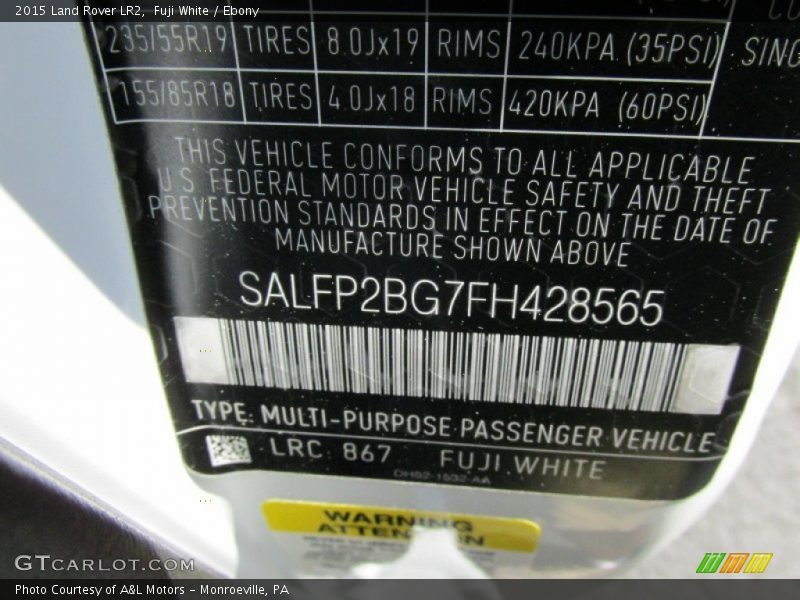 2015 Land Rover LR2, Fuji White / Ebony
235/55R19 TIRES 8.0Jx19 RIMS 240KPA (35PSI) SING
155/85R18 TIRES 4.0Jx18 RIMS 420KPA (60PSI)
THIS VEHICLE CONFORMS TO ALL APPLICABLE
U.S. FEDERAL MOTOR VEHICLE SAFETY AND THEFT
PREVENTION STANDARDS IN EFFECT ON THE DATE OF
MANUFACTURE SHOWN ABOVE
SALFP2BG7FH428565
TYPE: MULTI-PURPOSE PASSENGER VEHICLE
LRC 867 FUJI WHITE
WARNING
ATTENTION
GTCARLOT.COM
Photo Courtesy of A&L Motors – Monroeville, PA